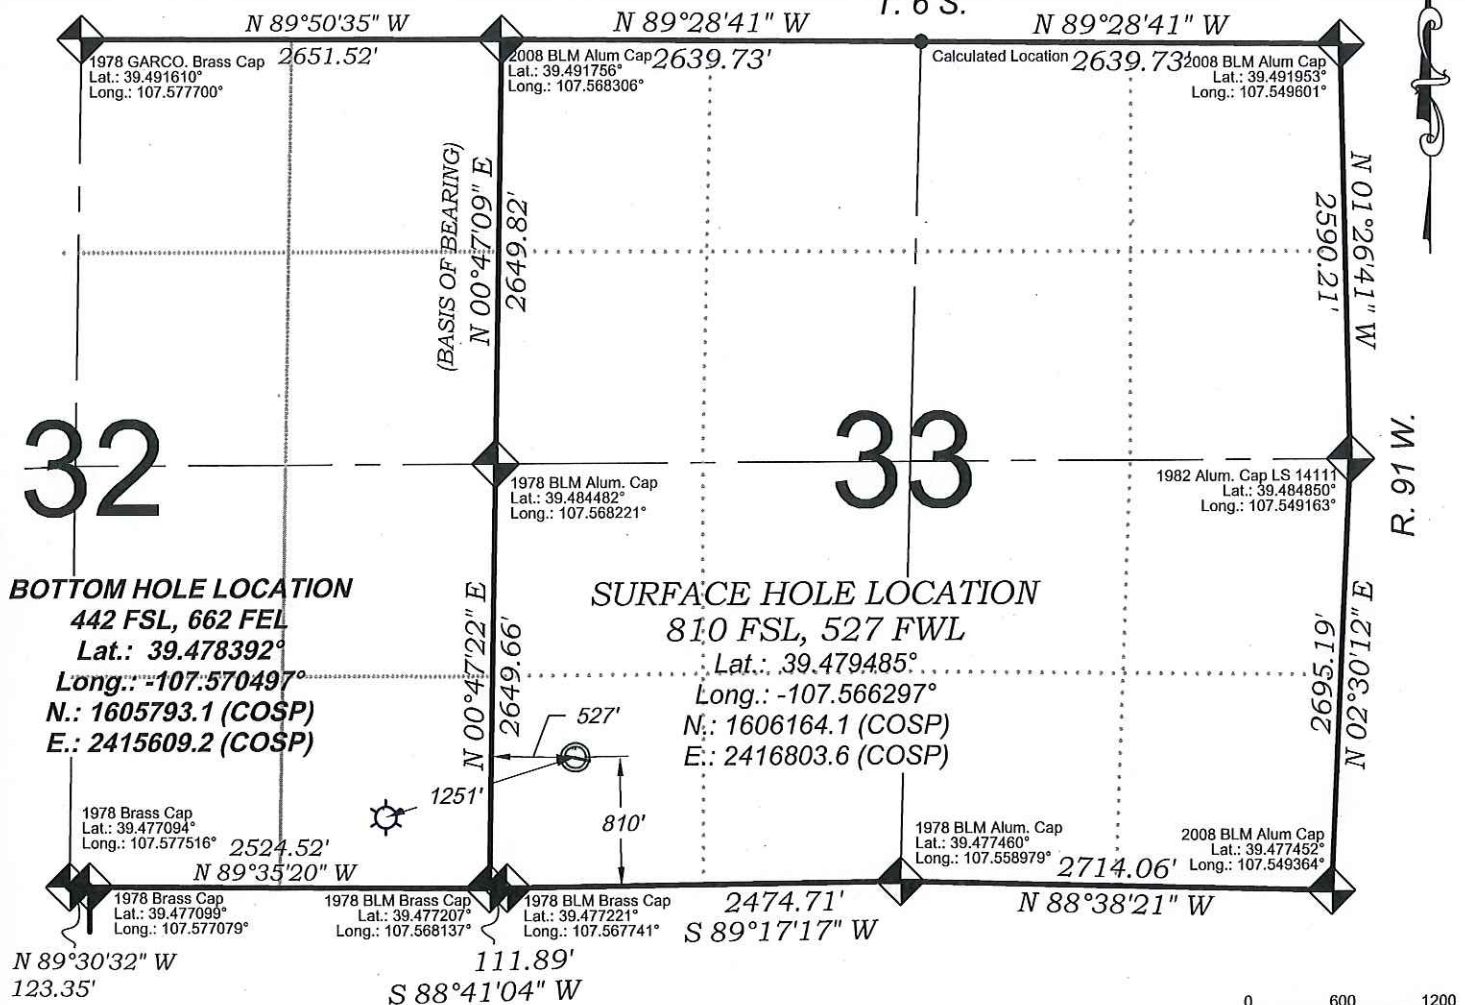 T. 6 S.
N 89°50'35" W
N 89°28'41" W
N 89°28'41" W
1978 GARCO. Brass Cap
Lat.: 39.491610°
Long.: 107.577700°
2651.52'
2008 BLM Alum Cap
Lat.: 39.491756°
Long.: 107.568306°
2639.73'
Calculated Location
2639.73'
2008 BLM Alum Cap
Lat.: 39.491953°
Long.: 107.549601°
(BASIS OF BEARING)
N 00°47'09" E
2649.82'
2590.21'
N 01°26'41" W
32
33
1978 BLM Alum. Cap
Lat.: 39.484482°
Long.: 107.568221°
1982 Alum. Cap LS 14111
Lat.: 39.484850°
Long.: 107.549163°
R. 91 W.
BOTTOM HOLE LOCATION
442 FSL, 662 FEL
Lat.: 39.478392°
Long.: -107.570497°
N.: 1605793.1 (COSP)
E.: 2415609.2 (COSP)
N 00°47'22" E
2649.66'
SURFACE HOLE LOCATION
810 FSL, 527 FWL
Lat.: 39.479485°
Long.: -107.566297°
N.: 1606164.1 (COSP)
E.: 2416803.6 (COSP)
2695.19'
N 02°30'12" E
527'
1251'
810'
1978 Brass Cap
Lat.: 39.477094°
Long.: 107.577516°
2524.52'
N 89°35'20" W
1978 BLM Alum. Cap
Lat.: 39.477460°
Long.: 107.558979°
2714.06'
N 88°38'21" W
2008 BLM Alum Cap
Lat.: 39.477452°
Long.: 107.549364°
1978 Brass Cap
Lat.: 39.477099°
Long.: 107.577079°
1978 BLM Brass Cap
Lat.: 39.477207°
Long.: 107.568137°
1978 BLM Brass Cap
Lat.: 39.477221°
Long.: 107.567741°
2474.71'
S 89°17'17" W
N 89°30'32" W
123.35'
111.89'
S 88°41'04" W
0 600 1200